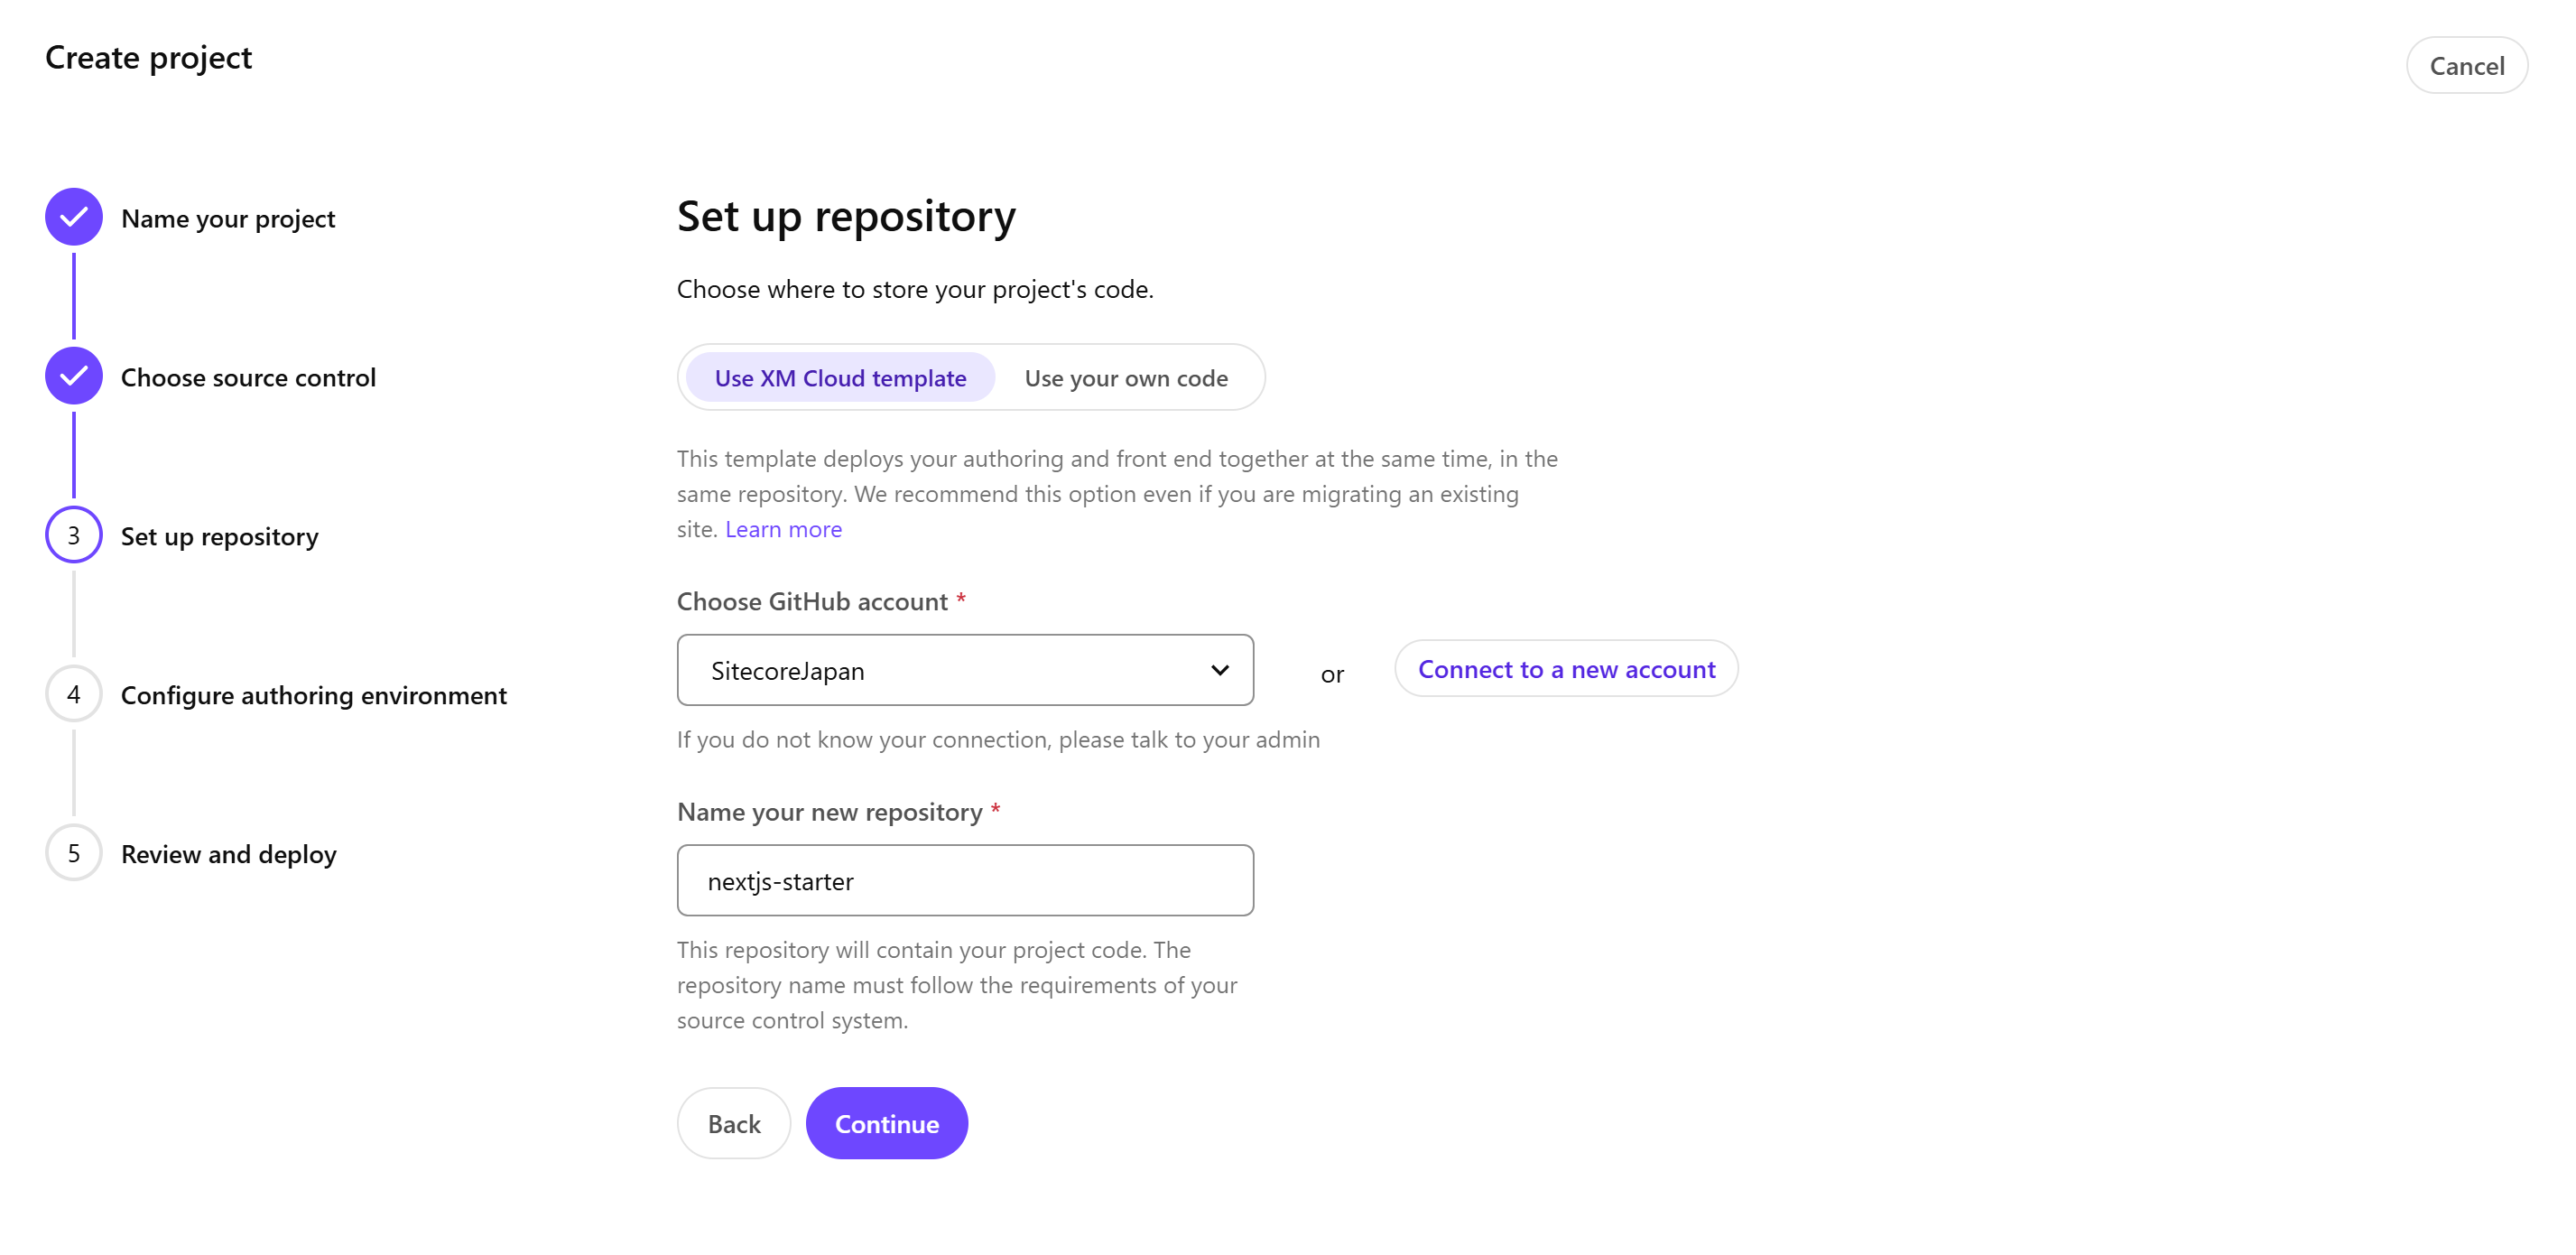 Create project
Cancel
Name your project
Choose source control
3
Set up repository
4
Configure authoring environment
5
Review and deploy
Set up repository
Choose where to store your project's code.
Use XM Cloud template
Use your own code
This template deploys your authoring and front end together at the same time, in the
same repository. We recommend this option even if you are migrating an existing
site. Learn more
Choose GitHub account *
SitecoreJapan
or
Connect to a new account
If you do not know your connection, please talk to your admin
Name your new repository *
nextjs-starter
This repository will contain your project code. The
repository name must follow the requirements of your
source control system.
Back
Continue